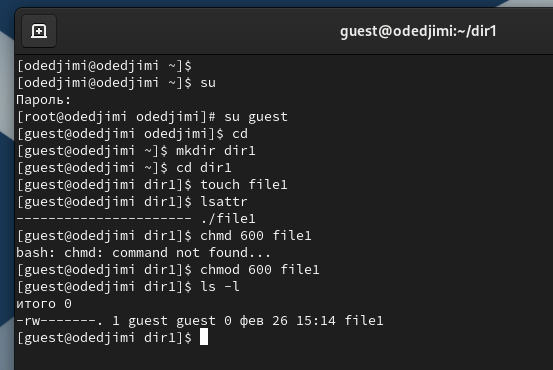 guest@odedjimi:~/dir1
[odedjimi@odedjimi ~]$
[odedjimi@odedjimi ~]$ su
Пароль:
[root@odedjimi odedjimi]# su guest
[guest@odedjimi odedjimi]$ cd
[guest@odedjimi ~]$ mkdir dir1
[guest@odedjimi ~]$ cd dir1
[guest@odedjimi dir1]$ touch file1
[guest@odedjimi dir1]$ lsattr
---------------------- ./file1
[guest@odedjimi dir1]$ chmd 600 file1
bash: chmd: command not found...
[guest@odedjimi dir1]$ chmod 600 file1
[guest@odedjimi dir1]$ ls -l
итого 0
-rw-------. 1 guest guest 0 фев 26 15:14 file1
[guest@odedjimi dir1]$